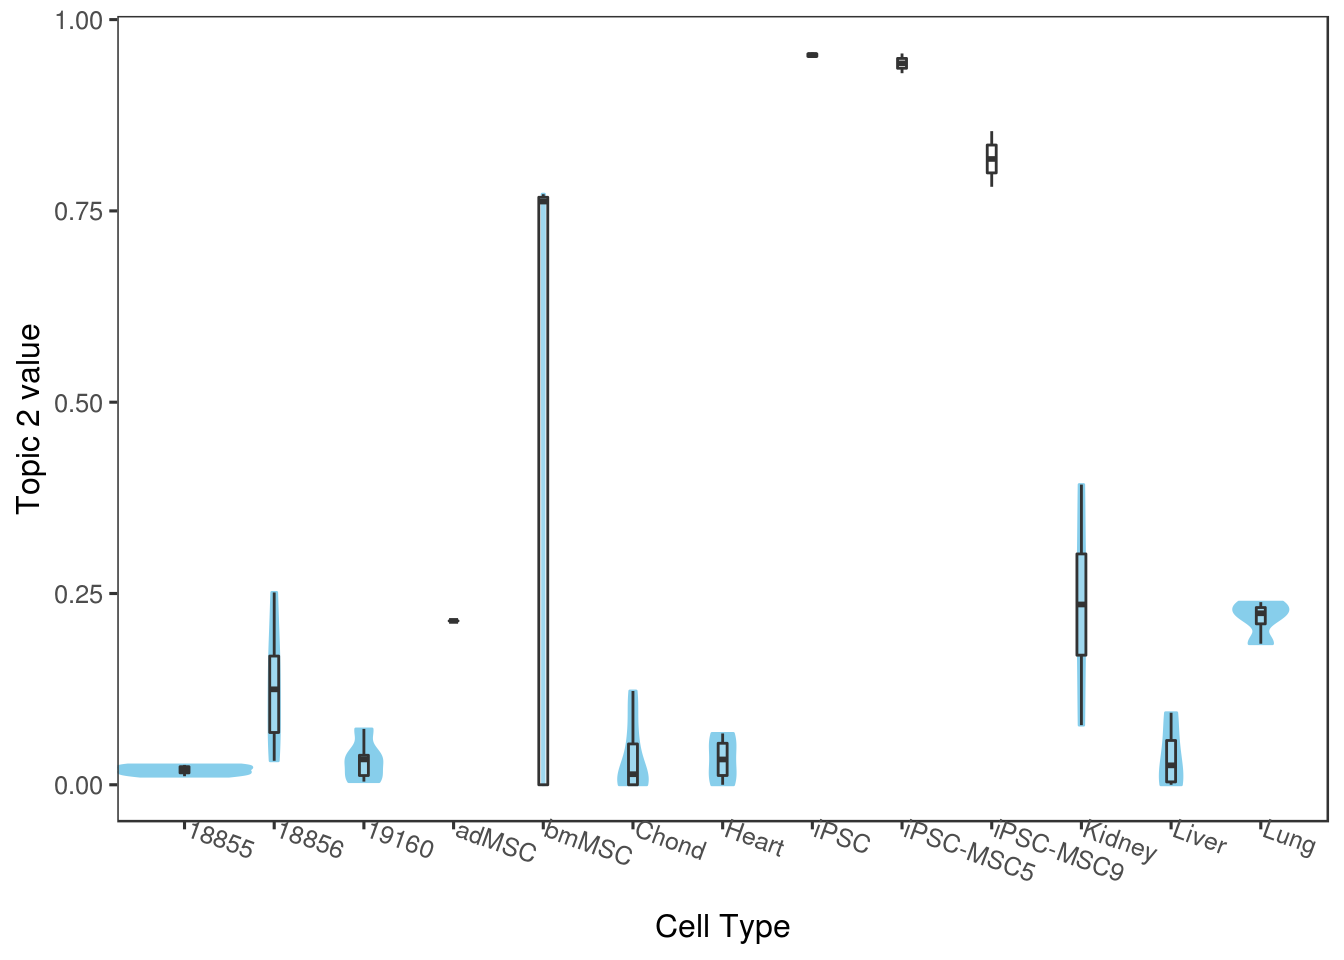 1.00
0.75
0.50
0.25
0.00
Topic 2 value
18855
18856
19160
adMSC
bmMSC
Chond
Heart
iPSC
iPSC-MSC5
iPSC-MSC9
Kidney
Liver
Lung
Cell Type